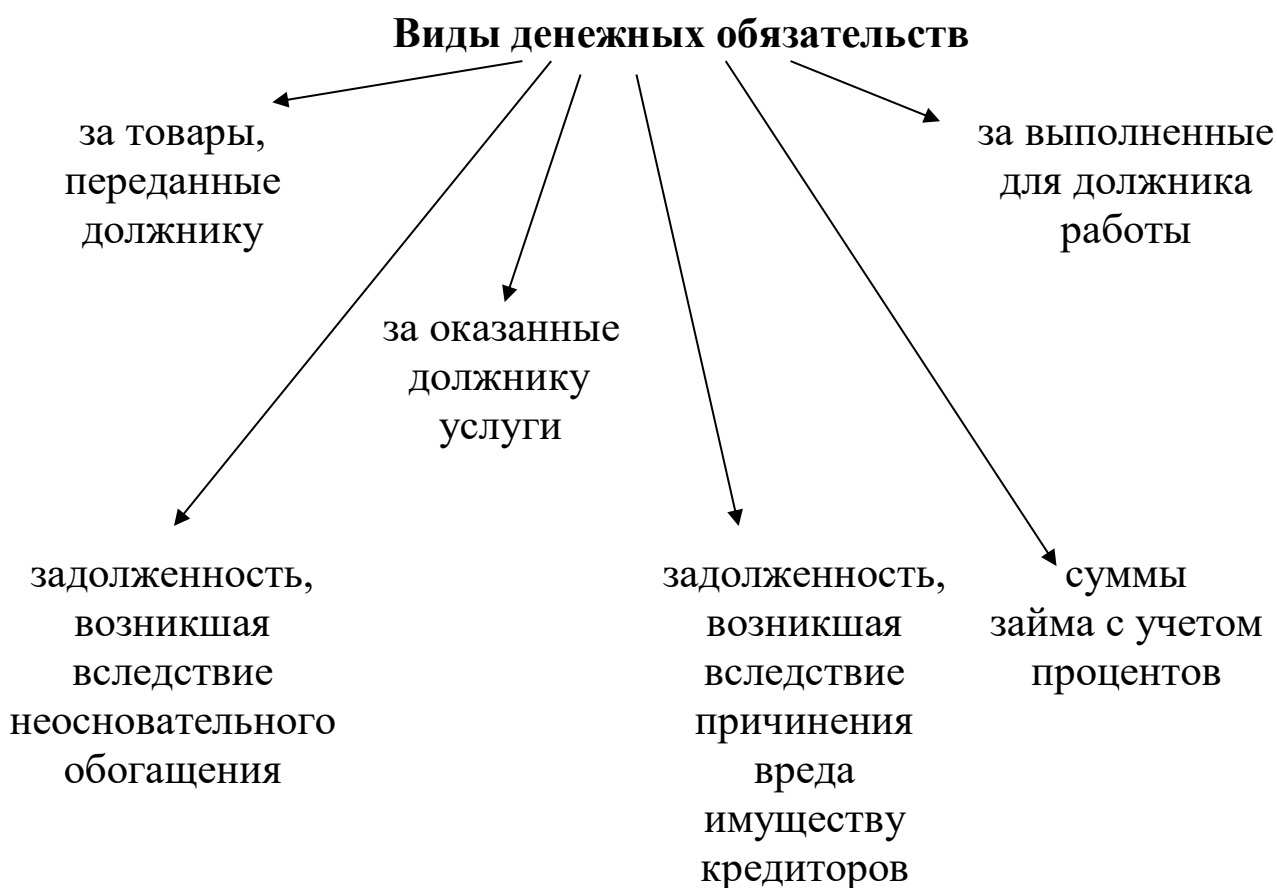 Виды денежных обязательств
за товары,
переданные
должнику
за выполненные
для должника
работы
за оказанные
должнику
услуги
задолженность,
возникшая
вследствие
неосновательного
обогащения
задолженность,
возникшая
вследствие
причинения
вреда
имуществу
кредиторов
суммы
займа с учетом
процентов